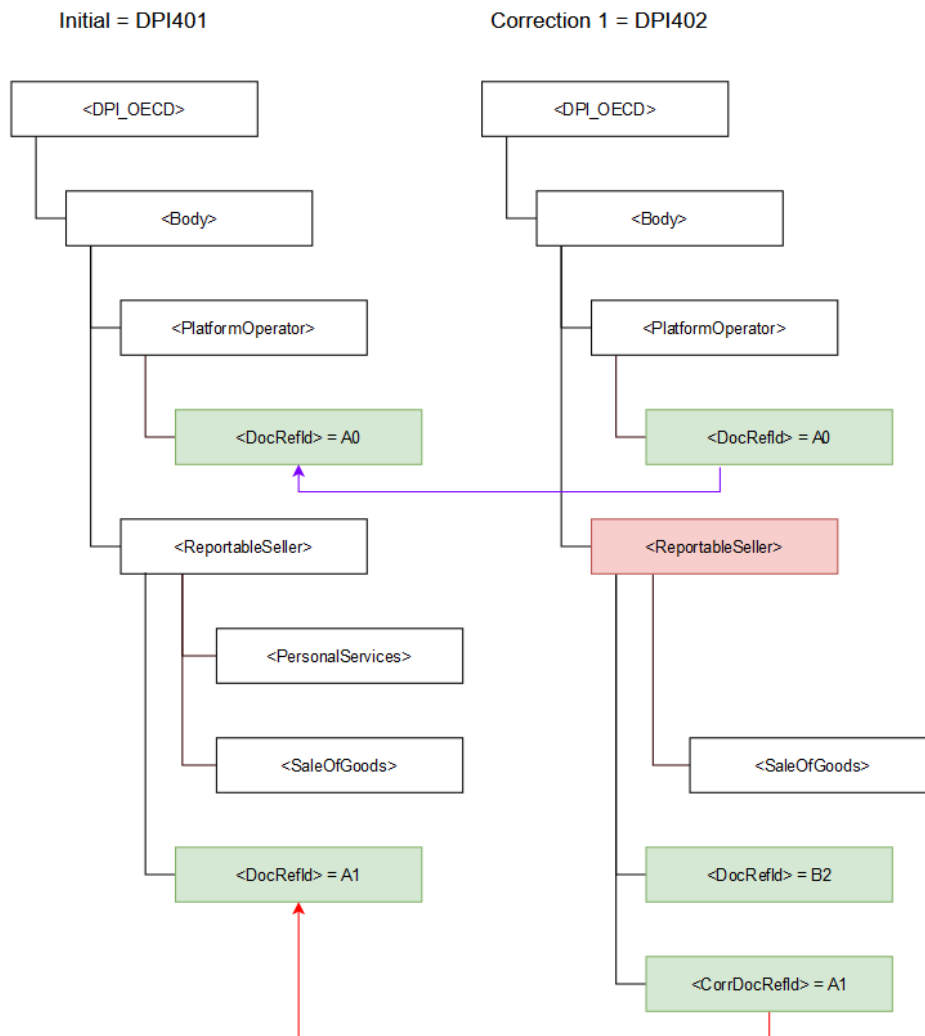 Initial = DPI401
<DPI_OECD>
<Body>
<PlatformOperator>
<DocRefId> = A0
<ReportableSeller>
<PersonalServices>
<SaleOfGoods>
<DocRefId> = A1
Correction 1 = DPI402
<DPI_OECD>
<Body>
<PlatformOperator>
<DocRefId> = A0
<ReportableSeller>
<SaleOfGoods>
<DocRefId> = B2
<CorrDocRefId> = A1